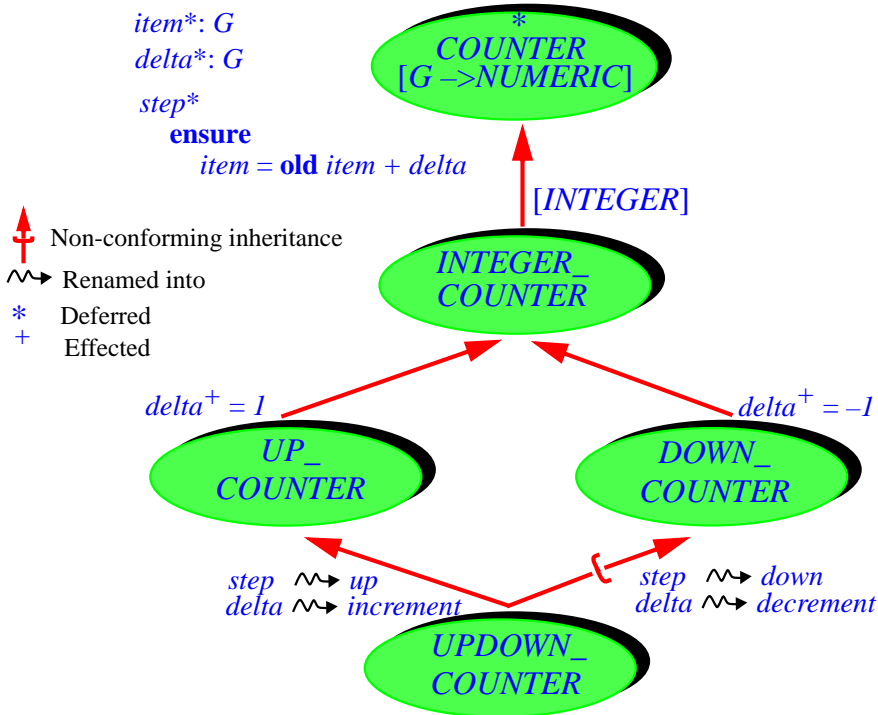 item*: G
delta*: G
step*
ensure
item = old item + delta
*
COUNTER
[G –>NUMERIC]
[INTEGER]
Non-conforming inheritance
Renamed into
* Deferred
+ Effected
INTEGER_
COUNTER
delta+ = 1
delta+ = –1
UP_
COUNTER
DOWN_
COUNTER
step up
delta increment
step down
delta decrement
UPDOWN_
COUNTER